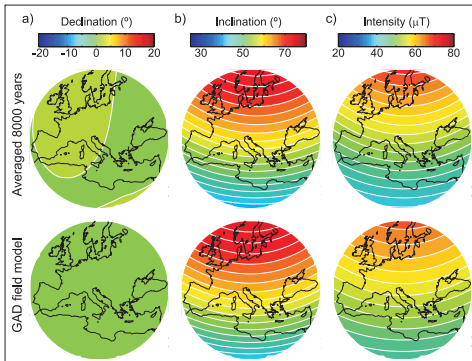 a) Declination (º) b) Inclination (º) c) Intensity (µT)
-20 -10 0 10 20 30 50 70 20 40 60 80
Averaged 8000 years
GAD field model